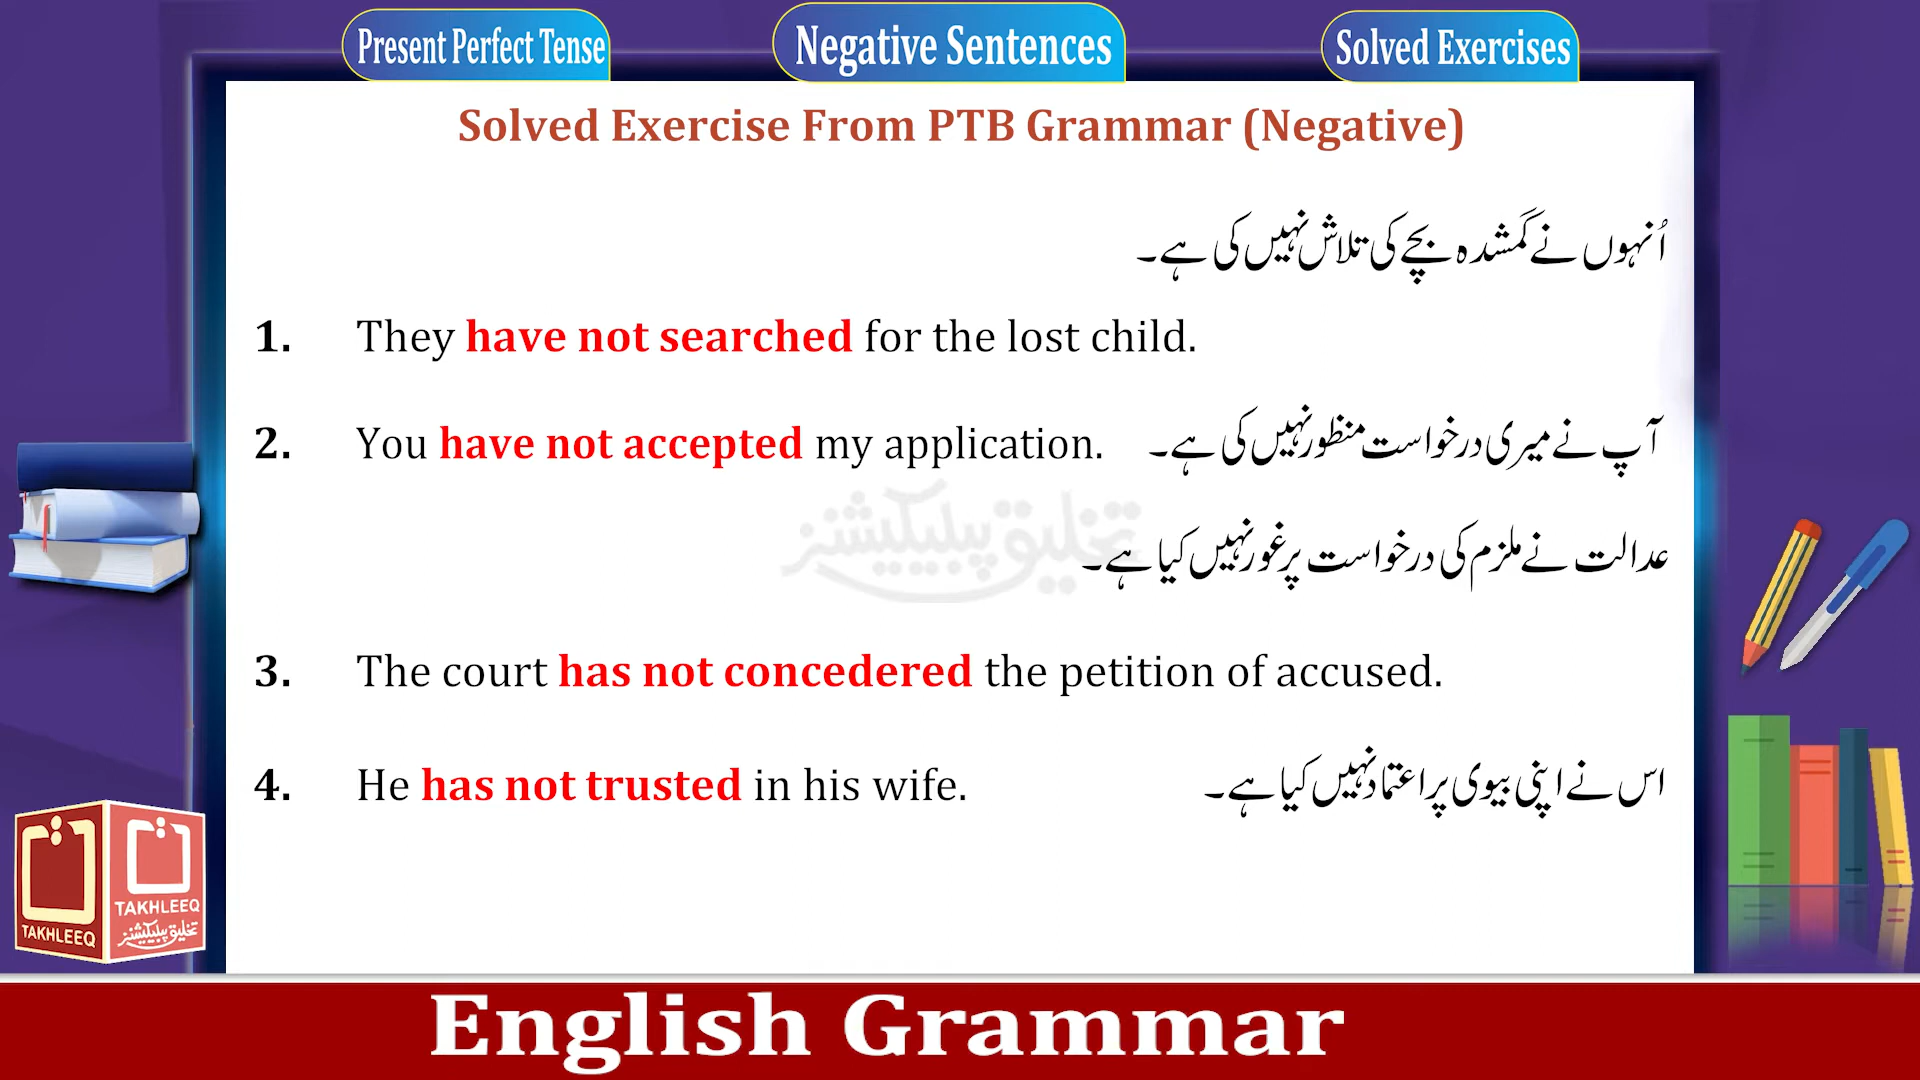 Present Perfect Tense
Negative Sentences
Solved Exercises
Solved Exercise From PTB Grammar (Negative)
اُنہوں نے گمشدہ بچے کی تلاش نہیں کی ہے۔
1. They have not searched for the lost child.
2. You have not accepted my application. آپ نے میری درخواست منظور نہیں کی ہے۔
تخلیق پبلیکیشنز
عدالت نے ملزم کی درخواست پر غور نہیں کیا ہے۔
3. The court has not concedered the petition of accused.
4. He has not trusted in his wife. اس نے اپنی بیوی پر اعتماد نہیں کیا ہے۔
TAKHLEEQ
TAKHLEEQ
تخلیق پبلیکیشنز
English Grammar